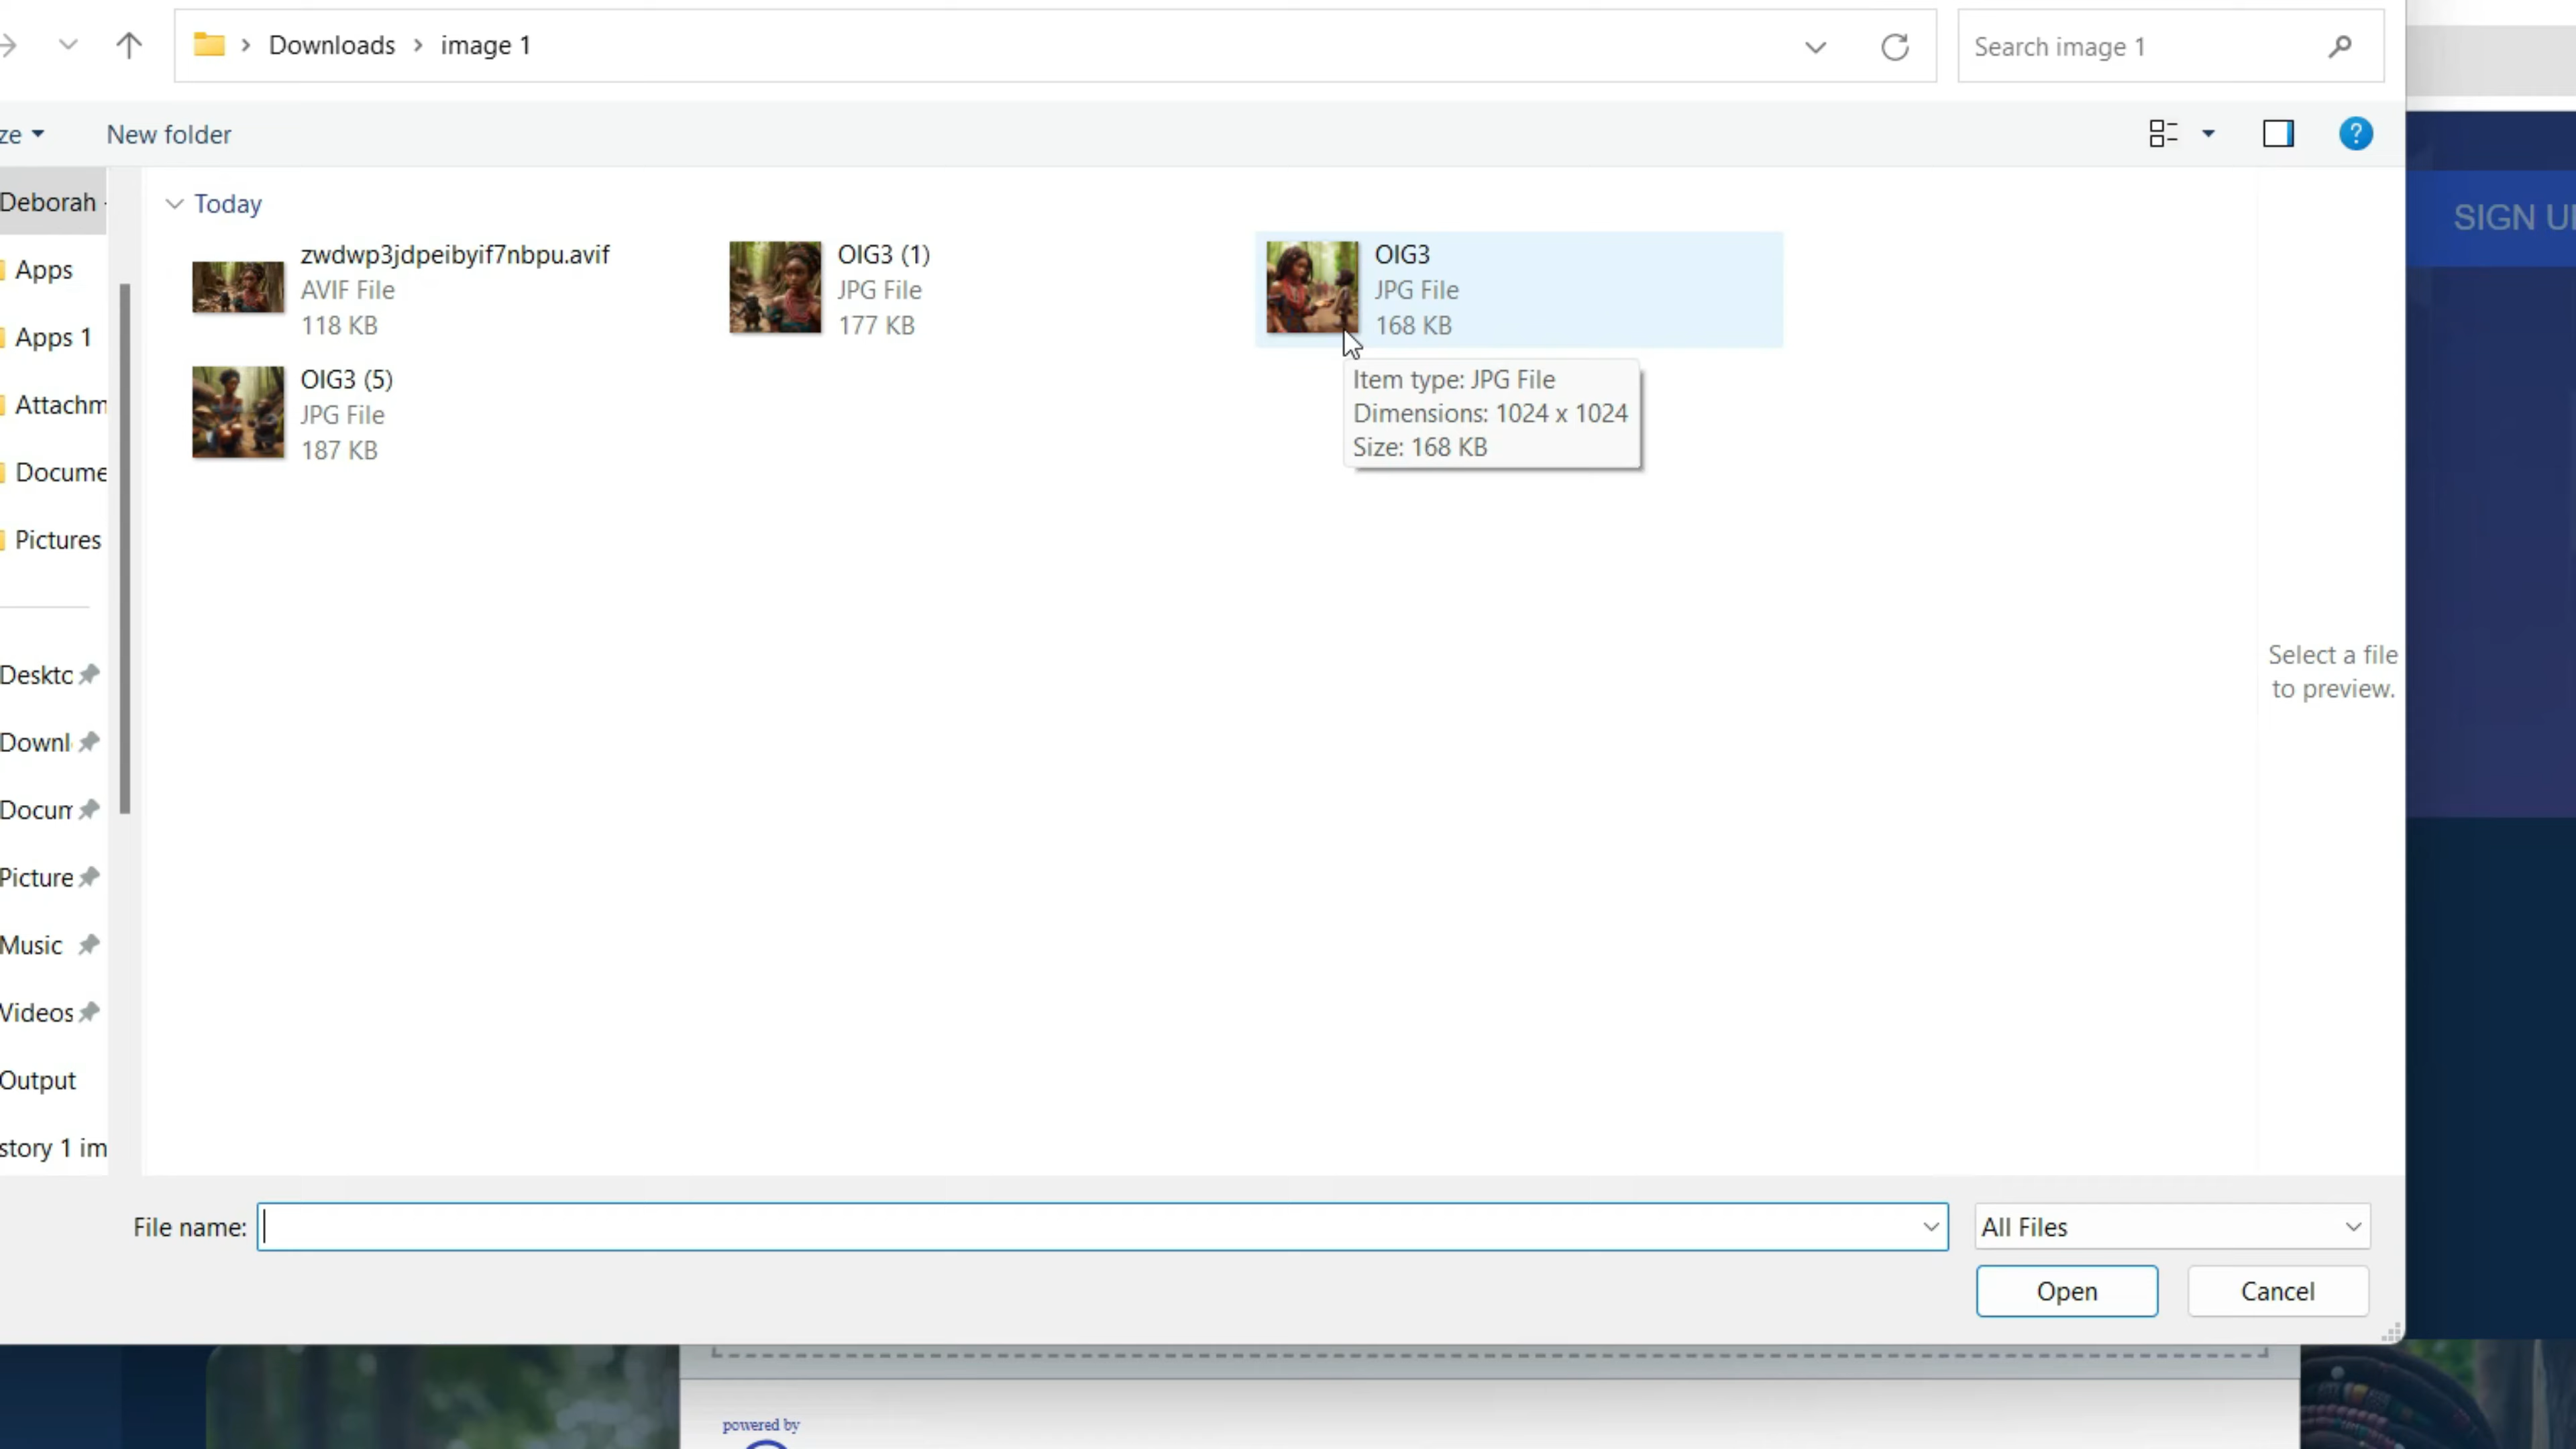 Downloads > image 1
Search image 1
ze
New folder
Deborah -
Apps
Apps 1
Attachm
Docume
Pictures
Deskto
Downl
Docum
Picture
Music
Videos
Output
story 1 im
Today
zwdwp3jdpeibyif7nbpu.avif
AVIF File
118 KB
OIG3 (1)
JPG File
177 KB
OIG3
JPG File
168 KB
OIG3 (5)
JPG File
187 KB
Item type: JPG File
Dimensions: 1024 x 1024
Size: 168 KB
Select a file
to preview.
SIGN U
File name:
All Files
Open
Cancel
powered by